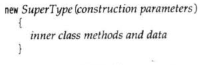 new SuperType(construction parameters)
{
inner class methods and data
}